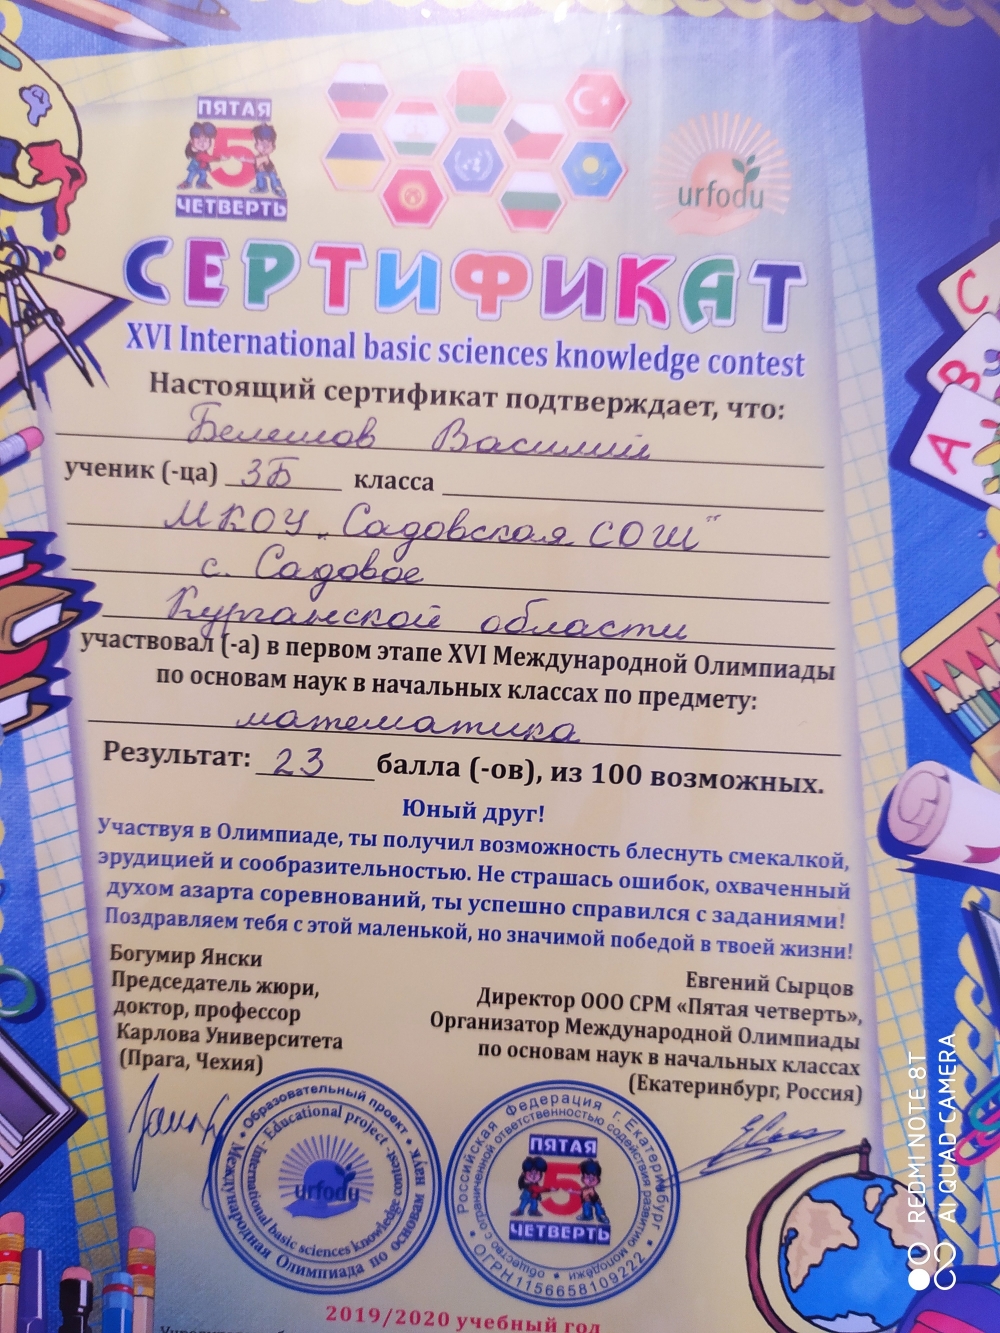 ПЯТАЯ
5
ЧЕТВЕРТЬ
urfodu
СЕРТИФИКАТ
XVI International basic sciences knowledge contest
Настоящий сертификат подтверждает, что:
Белешов Василий
ученик (-ца) 3Б класса
МКОУ „Садовская СОШ"
с. Садовое
Курганской области
участвовал (-а) в первом этапе XVI Международной Олимпиады
по основам наук в начальных классах по предмету:
математика
Результат: 23 балла (-ов), из 100 возможных.
Юный друг!
Участвуя в Олимпиаде, ты получил возможность блеснуть смекалкой,
эрудицией и сообразительностью. Не страшась ошибок, охваченный
духом азарта соревнований, ты успешно справился с заданиями!
Поздравляем тебя с этой маленькой, но значимой победой в твоей жизни!
Богумир Янски
Председатель жюри,
доктор, профессор
Карлова Университета
(Прага, Чехия)
Евгений Сырцов
Директор ООО СРМ «Пятая четверть»,
Организатор Международной Олимпиады
по основам наук в начальных классах
(Екатеринбург, Россия)
• Образовательный проект • Международная Олимпиада по основам наук
International Educational project - basic sciences knowledge contest
urfodu
Российская Федерация г. Екатеринбург • ОГРН 1156658109222 •
общество с ограниченной ответственностью содействия развитию молодежи
ПЯТАЯ
5
ЧЕТВЕРТЬ
2019/2020 учебный год
C
B
A
REDMI NOTE 8T
AI QUAD CAMERA